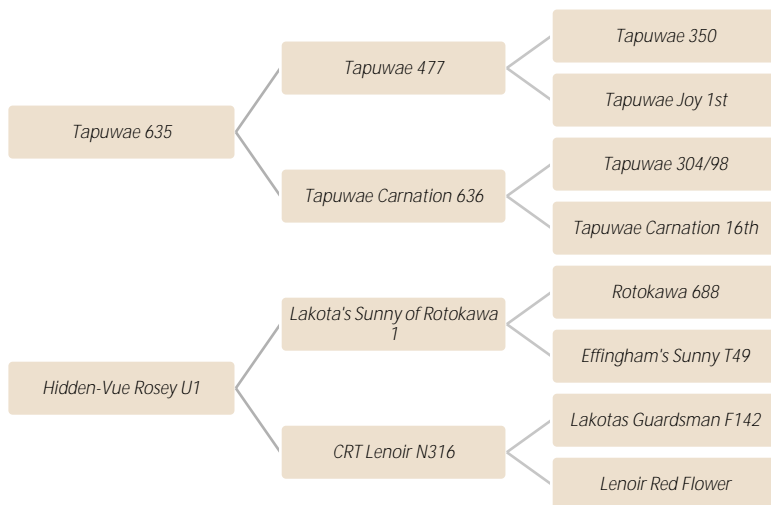 Tapuwae 350
Tapuwae 477
Tapuwae Joy 1st
Tapuwae 635
Tapuwae 304/98
Tapuwae Carnation 636
Tapuwae Carnation 16th
Rotokawa 688
Lakota's Sunny of Rotokawa
1
Effingham's Sunny T49
Hidden-Vue Rosey U1
Lakotas Guardsman F142
CRT Lenoir N316
Lenoir Red Flower